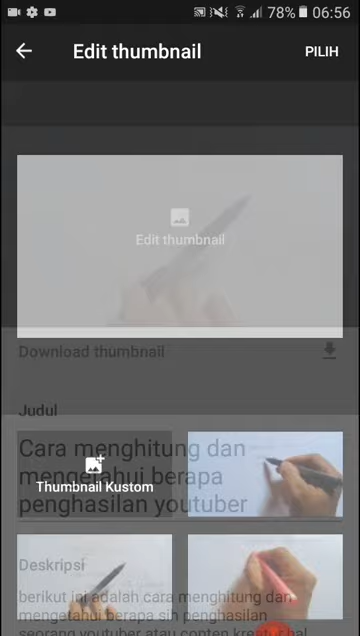 78% 06:56
Edit thumbnail
PILIH
Edit thumbnail
Download thumbnail
Judul
Cara menghitung dan
mengetahui berapa
penghasilan youtuber
Thumbnail Kustom
Deskripsi
berikut ini adalah cara menghitung dan
mengetahui berapa sih penghasilan
seorang youtuber atau conten kreator